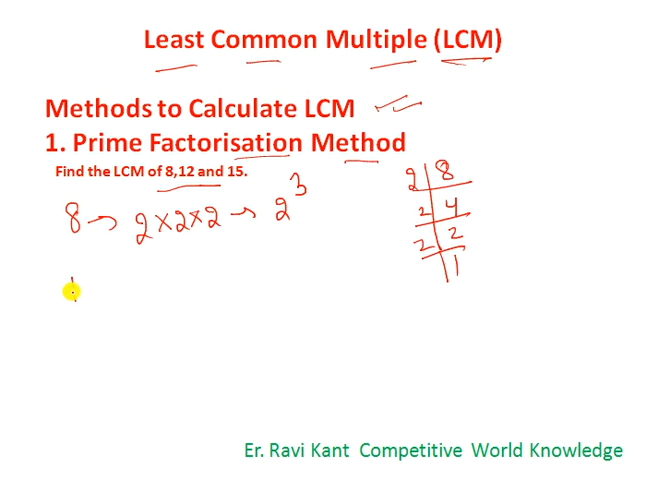 Least Common Multiple (LCM)
Methods to Calculate LCM
1. Prime Factorisation Method
Find the LCM of 8,12 and 15.
8 → 2×2×2 → 2³
2 | 8
2 | 4
2 | 2
| 1
Er. Ravi Kant Competitive World Knowledge